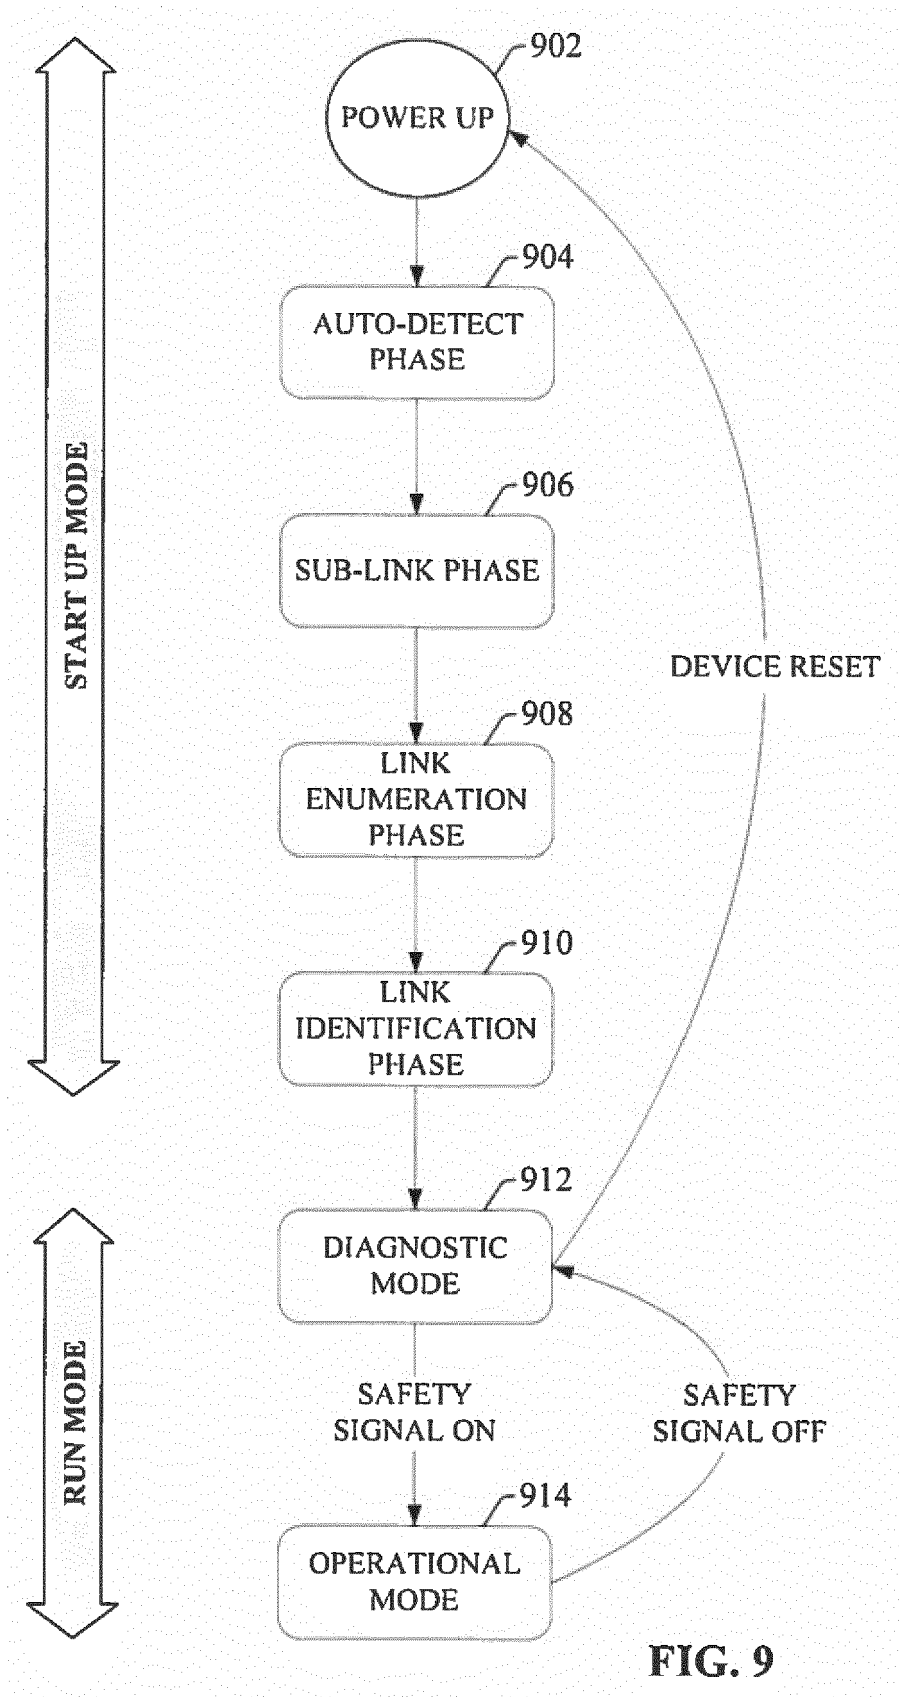 902
POWER UP
904
AUTO-DETECT
PHASE
906
SUB-LINK PHASE
START UP MODE
DEVICE RESET
908
LINK
ENUMERATION
PHASE
910
LINK
IDENTIFICATION
PHASE
912
DIAGNOSTIC
MODE
RUN MODE
SAFETY
SIGNAL ON
SAFETY
SIGNAL OFF
914
OPERATIONAL
MODE
FIG. 9